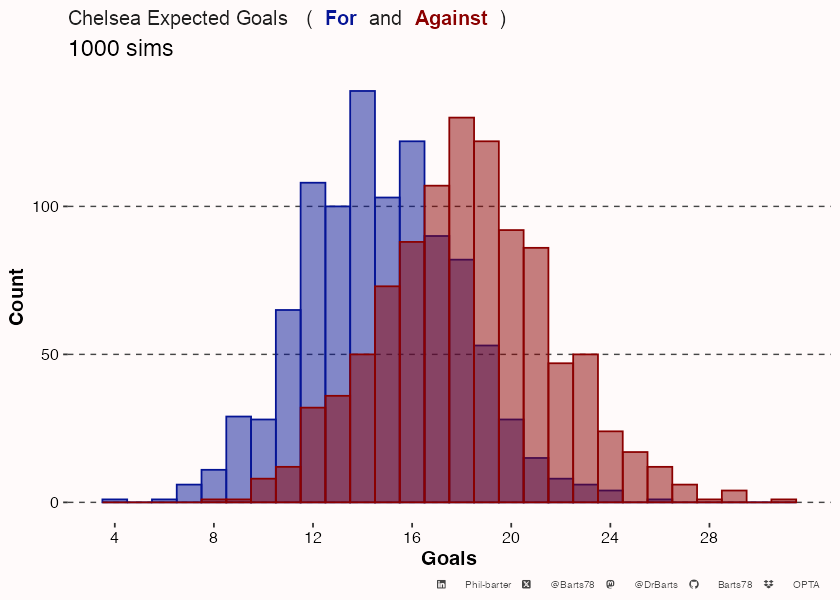 Chelsea Expected Goals ( For and Against )
1000 sims
Count
100
50
0
4 8 12 16 20 24 28
Goals
Phil-barter @Barts78 @DrBarts Barts78 OPTA